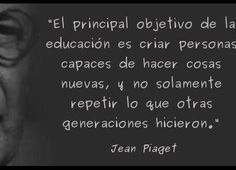 "El principal objetivo de la
educación es criar personas
capaces de hacer cosas
nuevas, y no solamente
repetir lo que otras
generaciones hicieron."
Jean Piaget